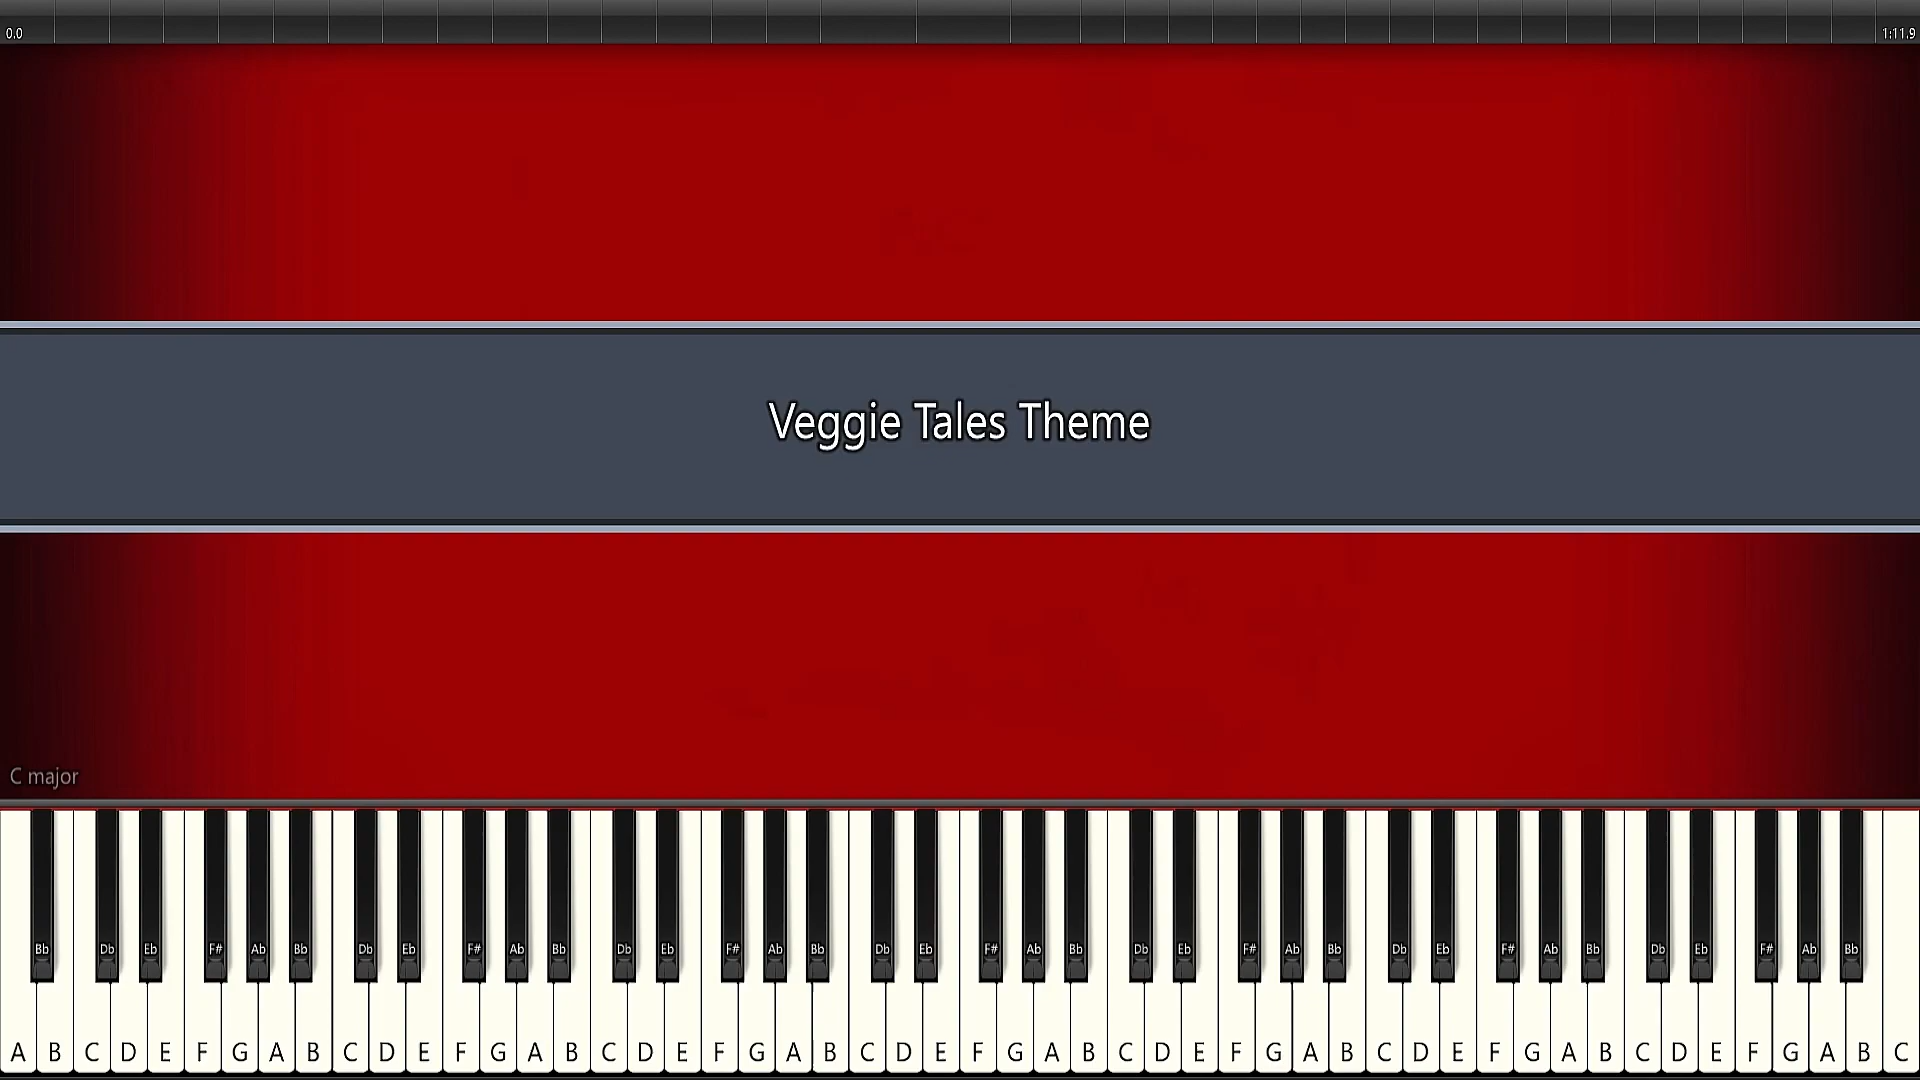 0.0 1:11.9
Veggie Tales Theme
C major
Bb Db Eb F# Ab Bb Db Eb F# Ab Bb Db Eb F# Ab Bb Db Eb F# Ab Bb Db Eb F# Ab Bb Db Eb F# Ab Bb Db Eb F# Ab Bb
A B C D E F G A B C D E F G A B C D E F G A B C D E F G A B C D E F G A B C D E F G A B C D E F G A B C